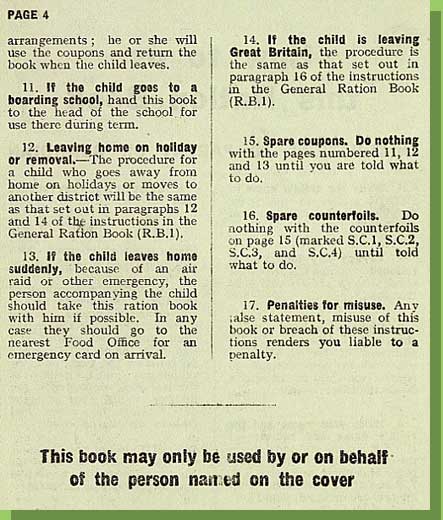 PAGE 4
arrangements; he or she will
use the coupons and return the
book when the child leaves.
11. If the child goes to a
boarding school, hand this book
to the head of the school for
use there during term.
12. Leaving home on holiday
or removal.—The procedure for
a child who goes away from
home on holidays or moves to
another district will be the same
as that set out in paragraphs 12
and 14 of the instructions in the
General Ration Book (R.B.1).
13. If the child leaves home
suddenly, because of an air
raid or other emergency, the
person accompanying the child
should take this ration book
with him if possible. In any
case they should go to the
nearest Food Office for an
emergency card on arrival.
14. If the child is leaving
Great Britain, the procedure is
the same as that set out in
paragraph 16 of the instructions
in the General Ration Book
(R.B.1).
15. Spare coupons. Do nothing
with the pages numbered 11, 12
and 13 until you are told what
to do.
16. Spare counterfoils. Do
nothing with the counterfoils
on page 15 (marked S.C.1, S.C.2,
S.C.3, and S.C.4) until told
what to do.
17. Penalties for misuse. Any
false statement, misuse of this
book or breach of these instruc-
tions renders you liable to a
penalty.
This book may only be used by or on behalf
of the person named on the cover